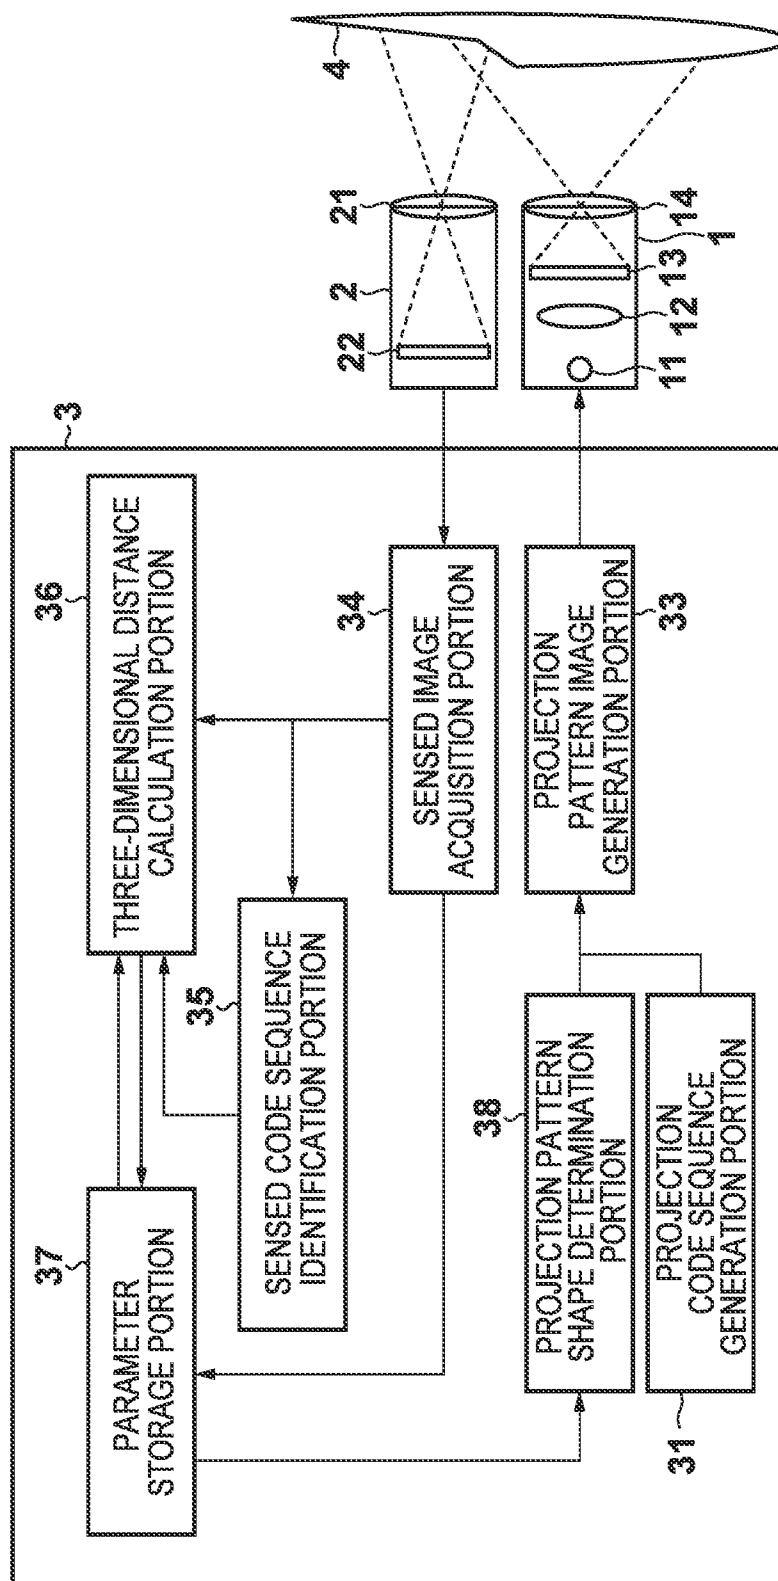 3
37
PARAMETER
STORAGE PORTION
36
THREE-DIMENSIONAL DISTANCE
CALCULATION PORTION
35
SENSED CODE SEQUENCE
IDENTIFICATION PORTION
34
SENSED IMAGE
ACQUISITION PORTION
22
2
21
4
38
PROJECTION PATTERN
SHAPE DETERMINATION
PORTION
33
PROJECTION
PATTERN IMAGE
GENERATION PORTION
31
PROJECTION
CODE SEQUENCE
GENERATION PORTION
11
12
13
1
14